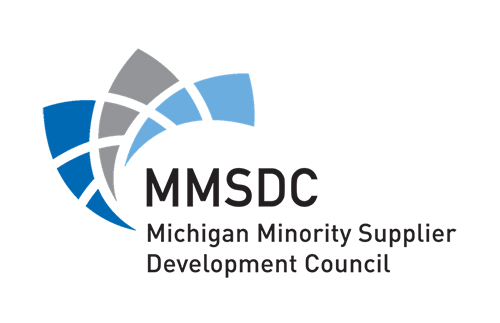 MMSDC
Michigan Minority Supplier
Development Council